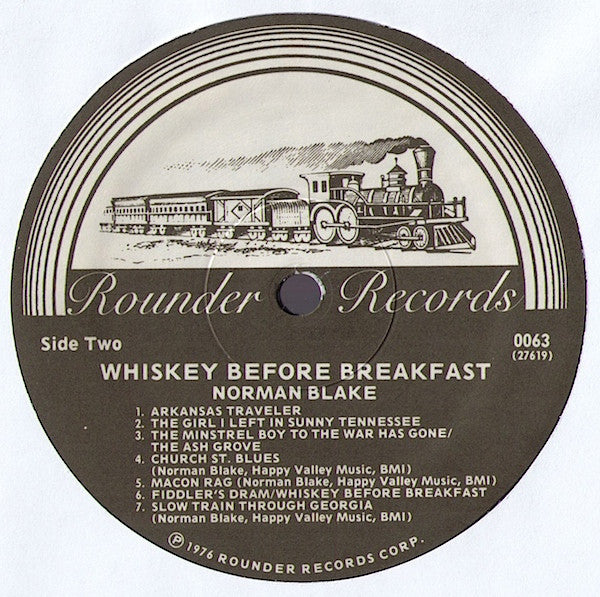 Rounder Records
Side Two
0063
(27619)
WHISKEY BEFORE BREAKFAST
NORMAN BLAKE
1. ARKANSAS TRAVELER
2. THE GIRL I LEFT IN SUNNY TENNESSEE
3. THE MINSTREL BOY TO THE WAR HAS GONE/
THE ASH GROVE
4. CHURCH ST. BLUES
(Norman Blake, Happy Valley Music, BMI)
5. MACON RAG (Norman Blake, Happy Valley Music, BMI)
6. FIDDLER'S DRAM/WHISKEY BEFORE BREAKFAST
7. SLOW TRAIN THROUGH GEORGIA
(Norman Blake, Happy Valley Music, BMI)
℗ 1976 ROUNDER RECORDS CORP.